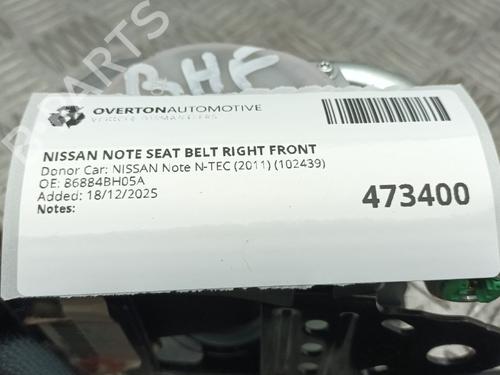 BHF
OVERTONAUTOMOTIVE
VEHICLE DISMANTLERS
NISSAN NOTE SEAT BELT RIGHT FRONT
Donor Car: NISSAN Note N-TEC (2011) (102439)
OE: 86884BH05A
Added: 18/12/2025
Notes:
473400